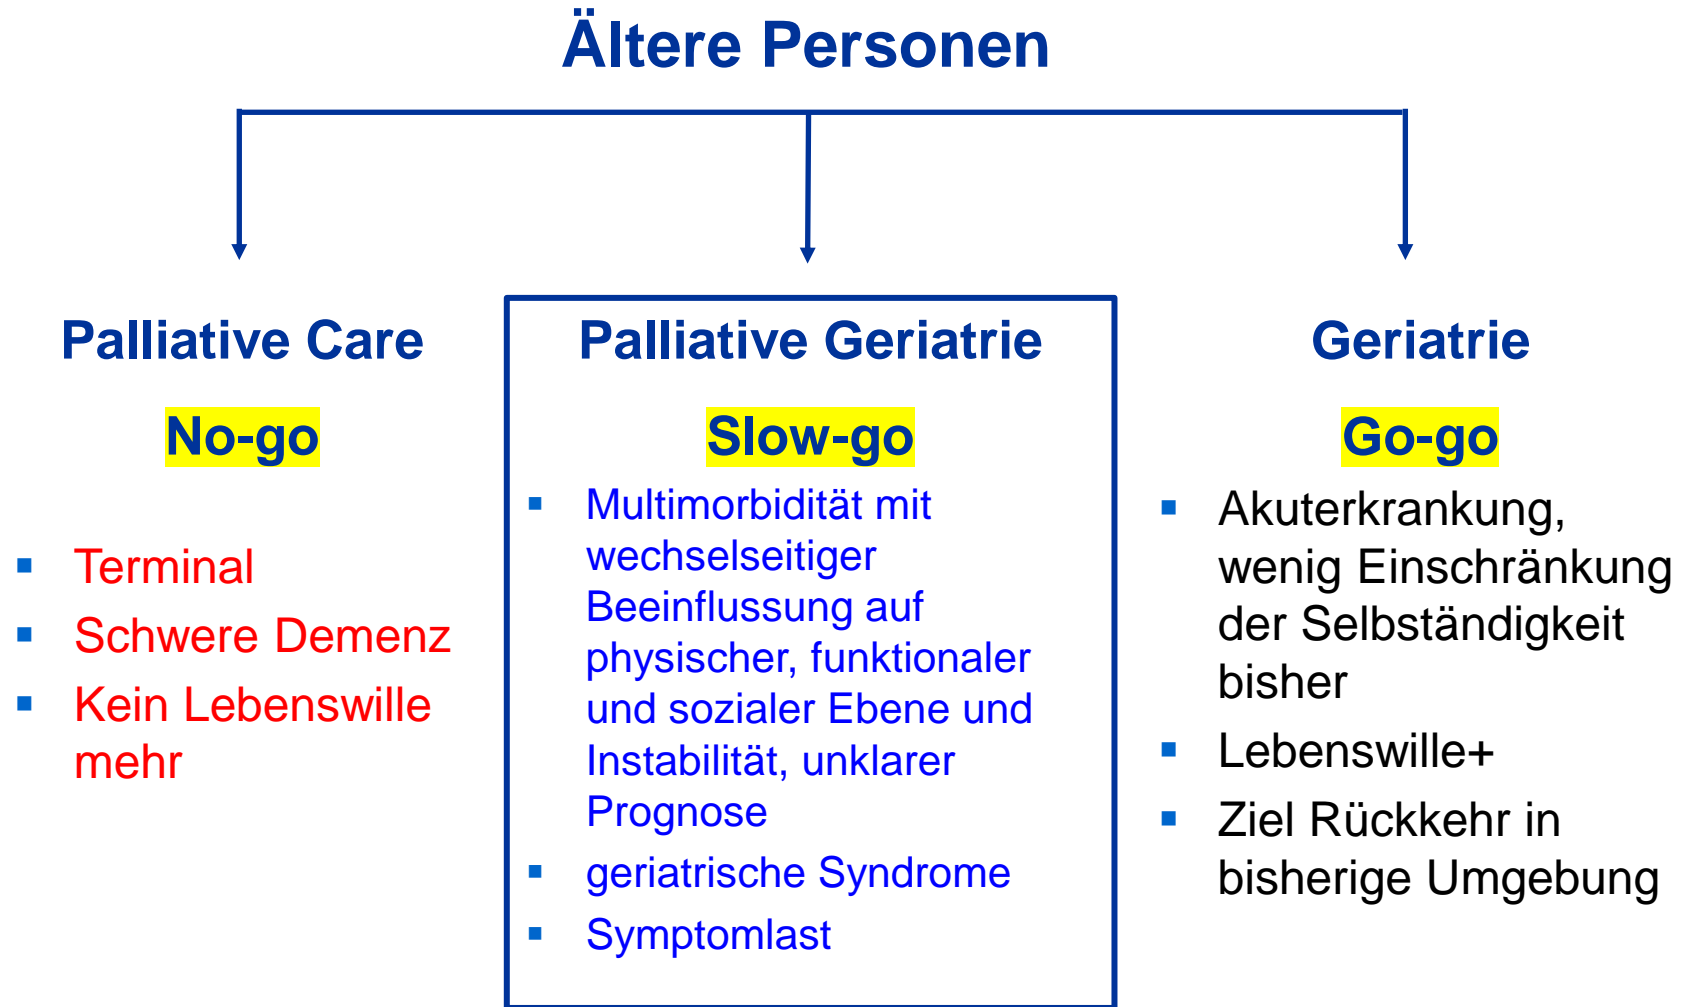 Ältere Personen
Palliative Care
No-go
Terminal
Schwere Demenz
Kein Lebenswille
mehr
Palliative Geriatrie
Slow-go
Multimorbidität mit
wechselseitiger
Beeinflussung auf
physischer, funktionaler
und sozialer Ebene und
Instabilität, unklarer
Prognose
geriatrische Syndrome
Symptomlast
Geriatrie
Go-go
Akuterkrankung,
wenig Einschränkung
der Selbständigkeit
bisher
Lebenswille+
Ziel Rückkehr in
bisherige Umgebung